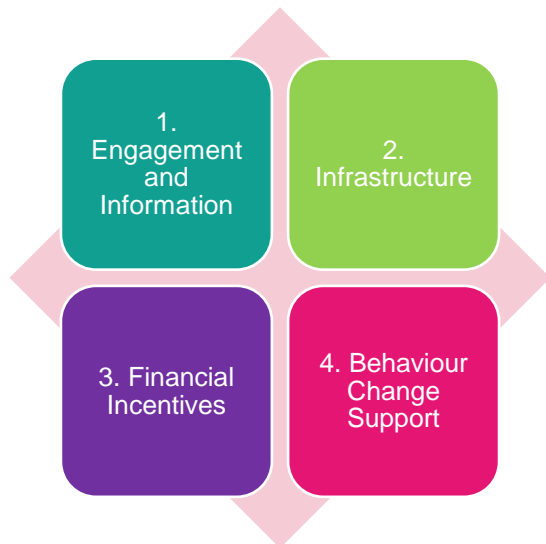 1.
Engagement
and
Information
2.
Infrastructure
3. Financial
Incentives
4. Behaviour
Change
Support